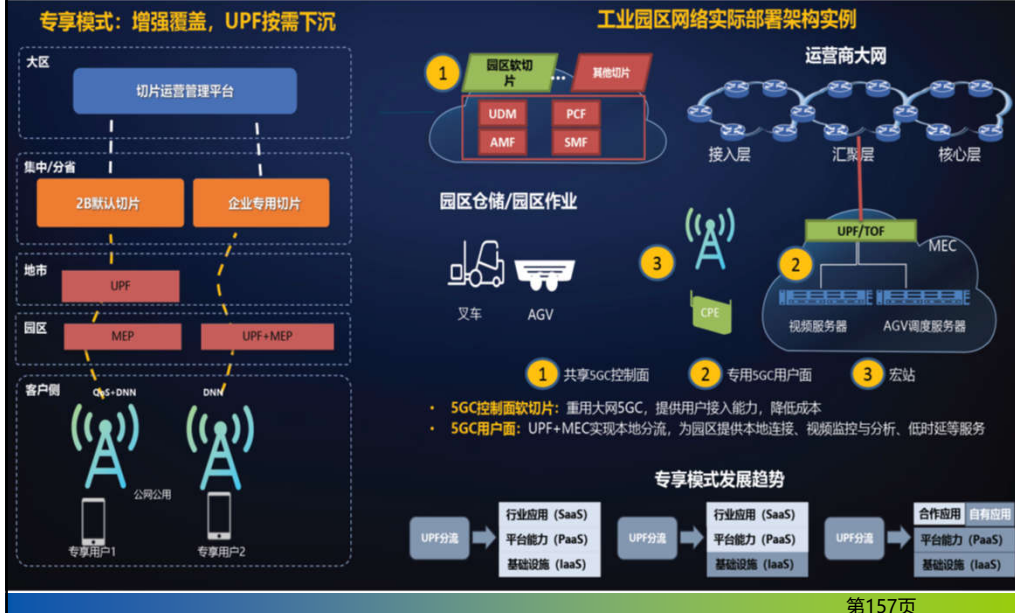 专享模式：增强覆盖，UPF按需下沉
大区
切片运营管理平台
集中/分省
2B默认切片
企业专用切片
地市
UPF
园区
MEP
UPF+MEP
客户侧
QoS+DNN
DNN
公网公用
专享用户1
专享用户2
工业园区网络实际部署架构实例
1
园区软切片
...
其他切片
UDM
PCF
AMF
SMF
运营商大网
接入层
汇聚层
核心层
园区仓储/园区作业
叉车
AGV
3
CPE
UPF/TOF
MEC
2
视频服务器
AGV调度服务器
1 共享5GC控制面
2 专用5GC用户面
3 宏站
• 5GC控制面软切片：重用大网5GC，提供用户接入能力，降低成本
• 5GC用户面：UPF+MEC实现本地分流，为园区提供本地连接、视频监控与分析、低时延等服务
专享模式发展趋势
UPF分流
行业应用（SaaS）
平台能力（PaaS）
基础设施（IaaS）
UPF分流
行业应用（SaaS）
平台能力（PaaS）
基础设施（IaaS）
UPF分流
合作应用 自有应用
平台能力（PaaS）
基础设施（IaaS）
第157页